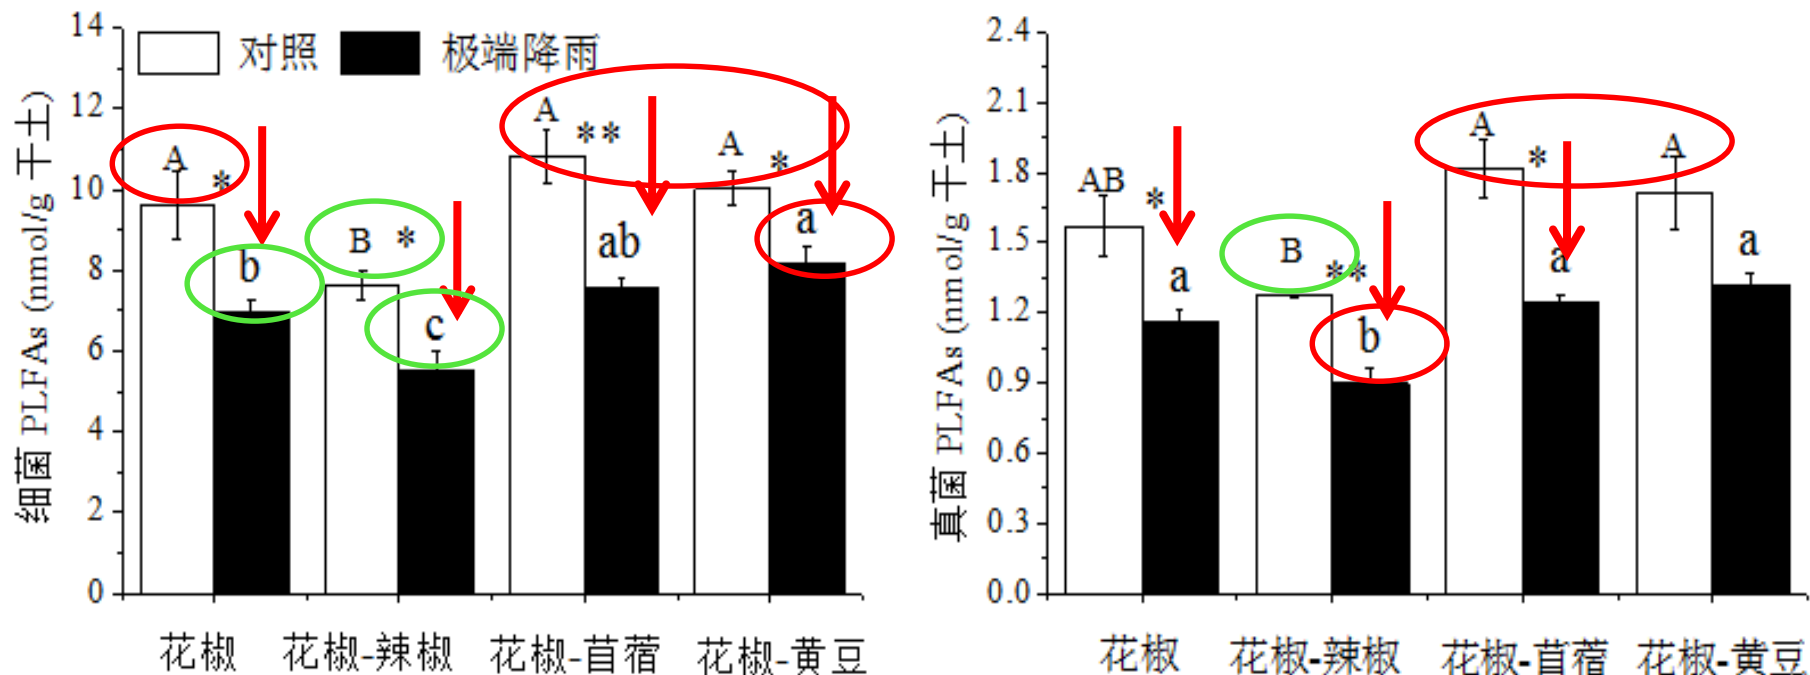 14
12
10
8
6
4
2
0
细菌 PLFAs (nmol/g 干土)
对照
极端降雨
A
*
b
B
*
c
A
**
ab
A
*
a
花椒
花椒-辣椒
花椒-苜蓿
花椒-黄豆
2.4
2.1
1.8
1.5
1.2
0.9
0.6
0.3
0.0
真菌 PLFAs (nmol/g 干土)
AB
*
a
B
**
b
A
*
a
A
a
花椒
花椒-辣椒
花椒-苜蓿
花椒-黄豆